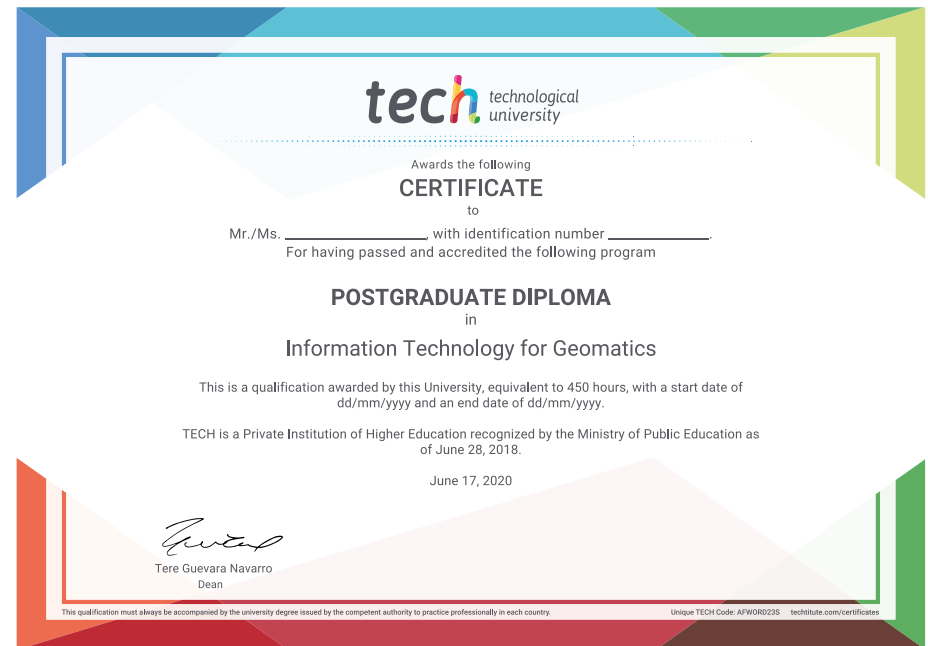 tech technological
university
Awards the following
CERTIFICATE
to
Mr./Ms. ____________________, with identification number ______________.
For having passed and accredited the following program
POSTGRADUATE DIPLOMA
in
Information Technology for Geomatics
This is a qualification awarded by this University, equivalent to 450 hours, with a start date of
dd/mm/yyyy and an end date of dd/mm/yyyy.
TECH is a Private Institution of Higher Education recognized by the Ministry of Public Education as
of June 28, 2018.
June 17, 2020
Tere Guevara Navarro
Dean
This qualification must always be accompanied by the university degree issued by the competent authority to practice professionally in each country.
Unique TECH Code: AFWORD23S techtitute.com/certificates